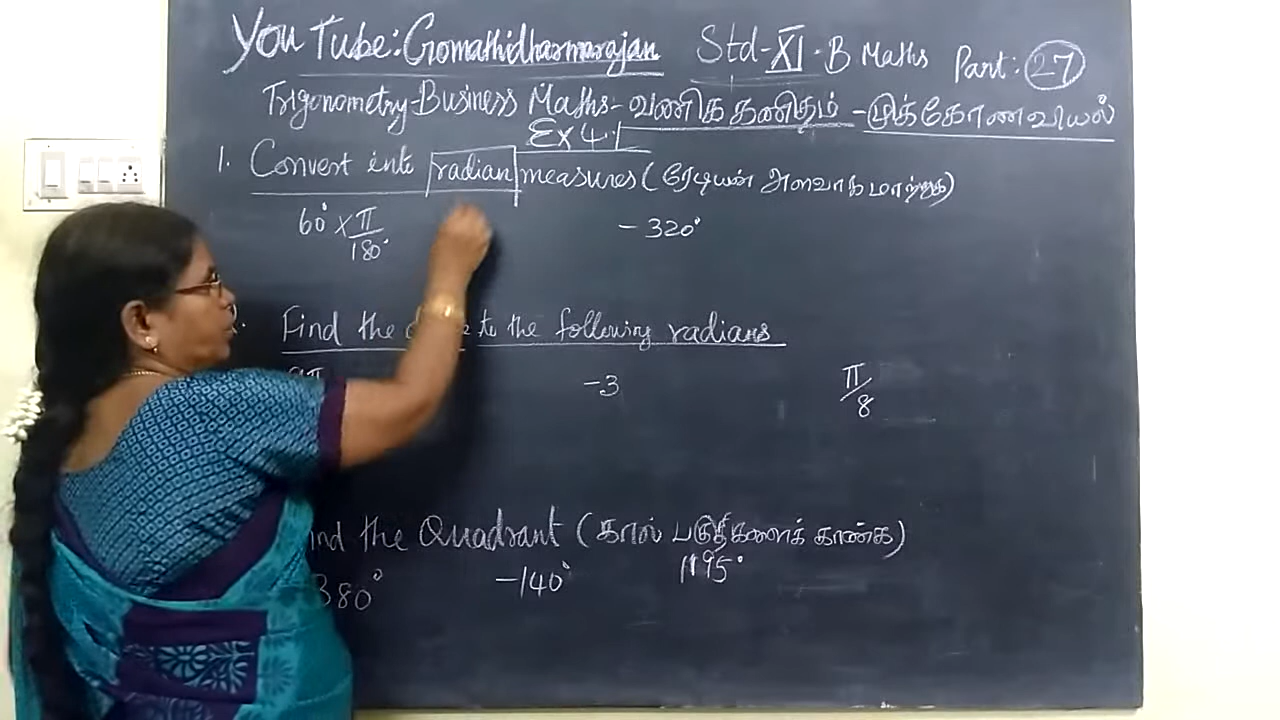 You Tube: Gomathidharmarajan Std-XI-B Maths Part: 27
Trigonometry-Business Maths-வணிக கணிதம் -முக்கோணவியல்
Ex 4.1
1. Convert into radian measures (ரேடியன் அளவாக மாற்றுக)
60° × π/180° -320°
Find the to the following radians
-3 π/8
the Quadrant (கால் பகுதிகளைக் காண்க)
380° -140° 1195°